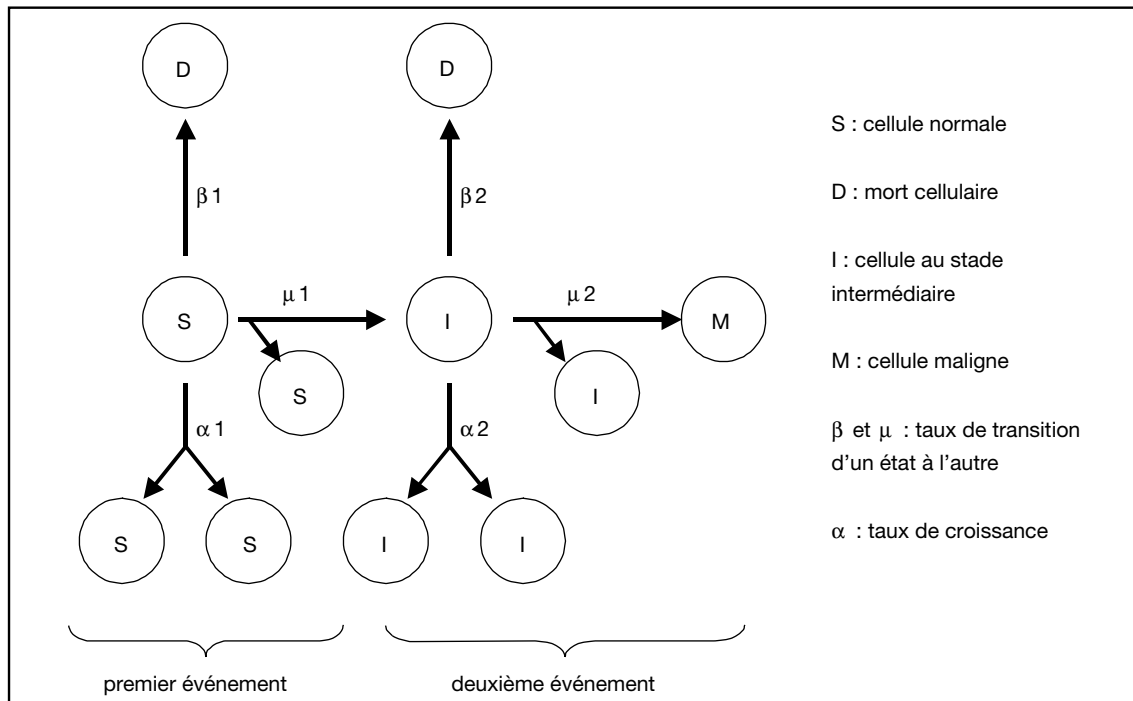 D D
S : cellule normale
D : mort cellulaire
β 1 β 2
I : cellule au stade
intermédiaire
μ 1 μ 2
S I M
S I
M : cellule maligne
α 1 α 2
β et μ : taux de transition
d'un état à l'autre
S S I I
α : taux de croissance
premier événement deuxième événement